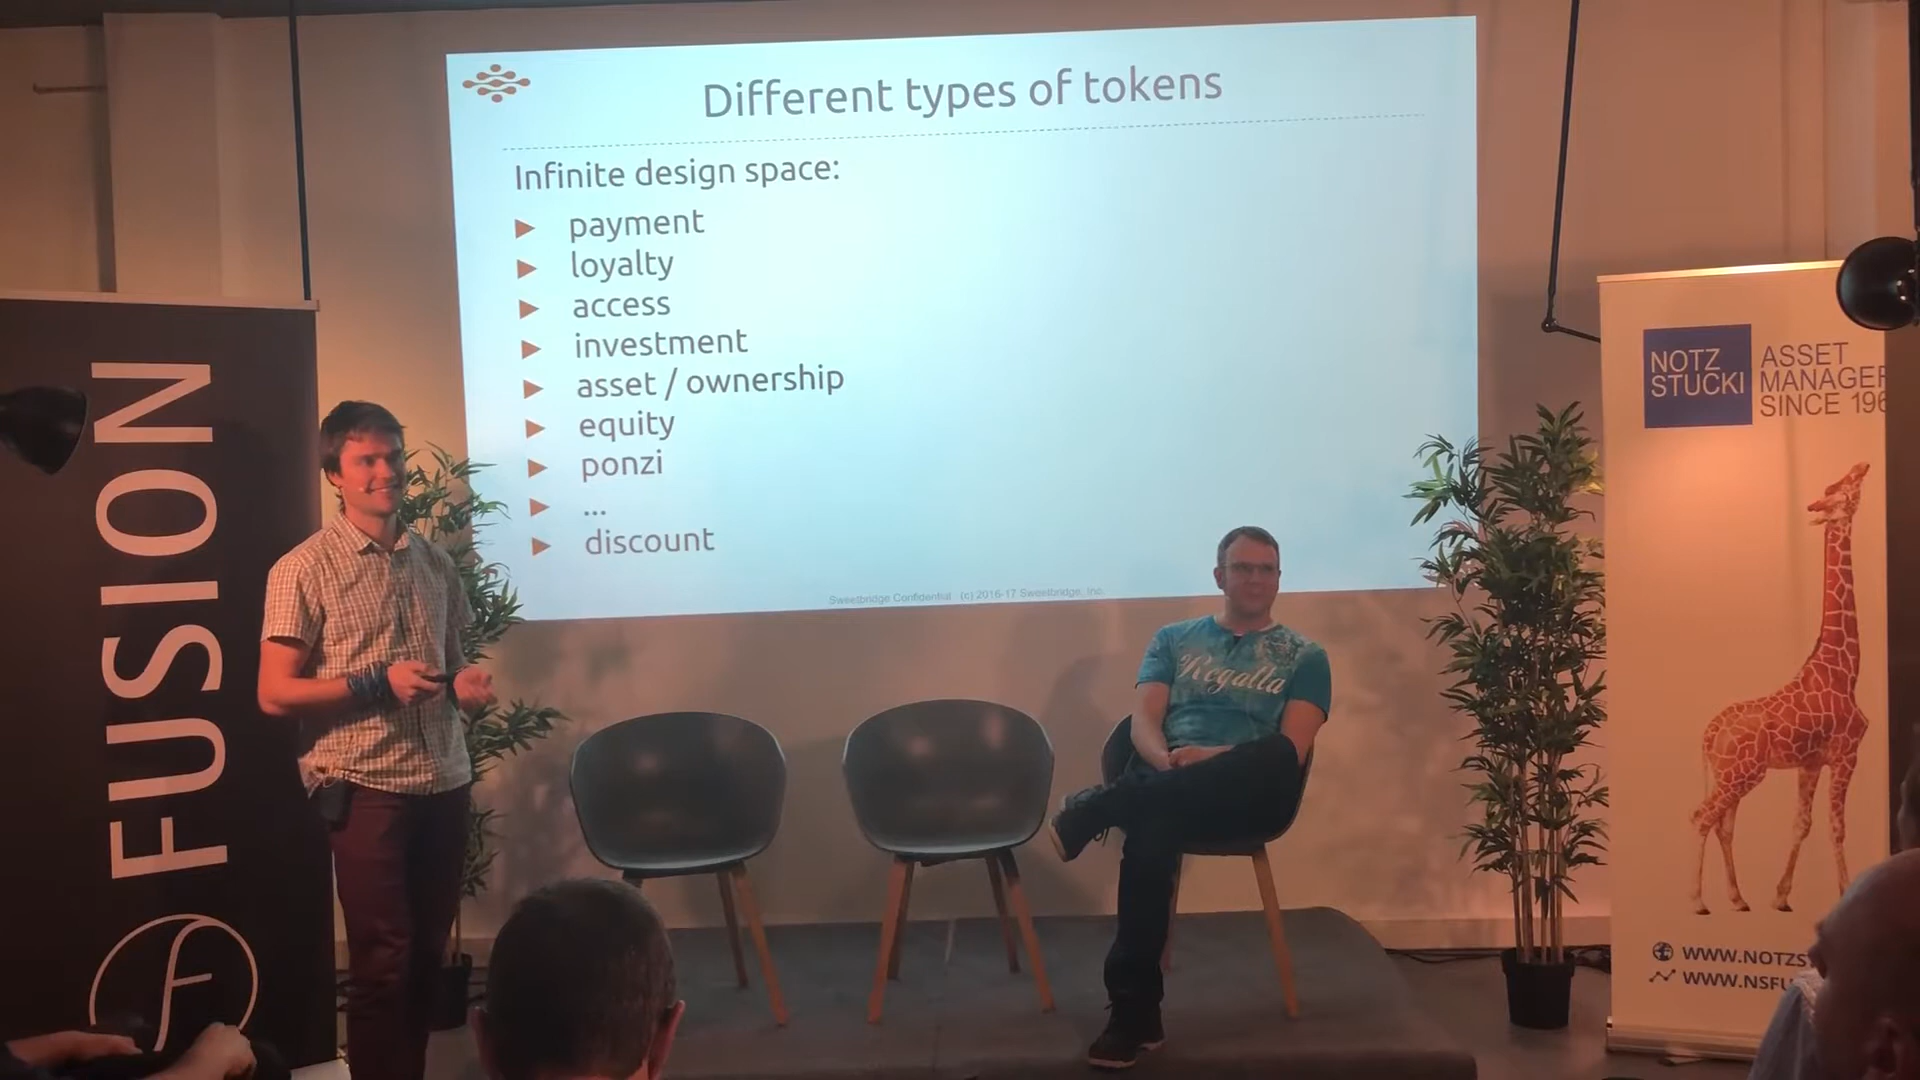 Different types of tokens
Infinite design space:
► payment
► loyalty
► access
► investment
► asset / ownership
► equity
► ponzi
► ...
► discount
Sweetbridge Confidential (c) 2016-17 Sweetbridge, Inc.
FUSION
F
Regatta
NOTZ
STUCKI
ASSET
MANAGER
SINCE 196
WWW.NOTZS
WWW.NSFU